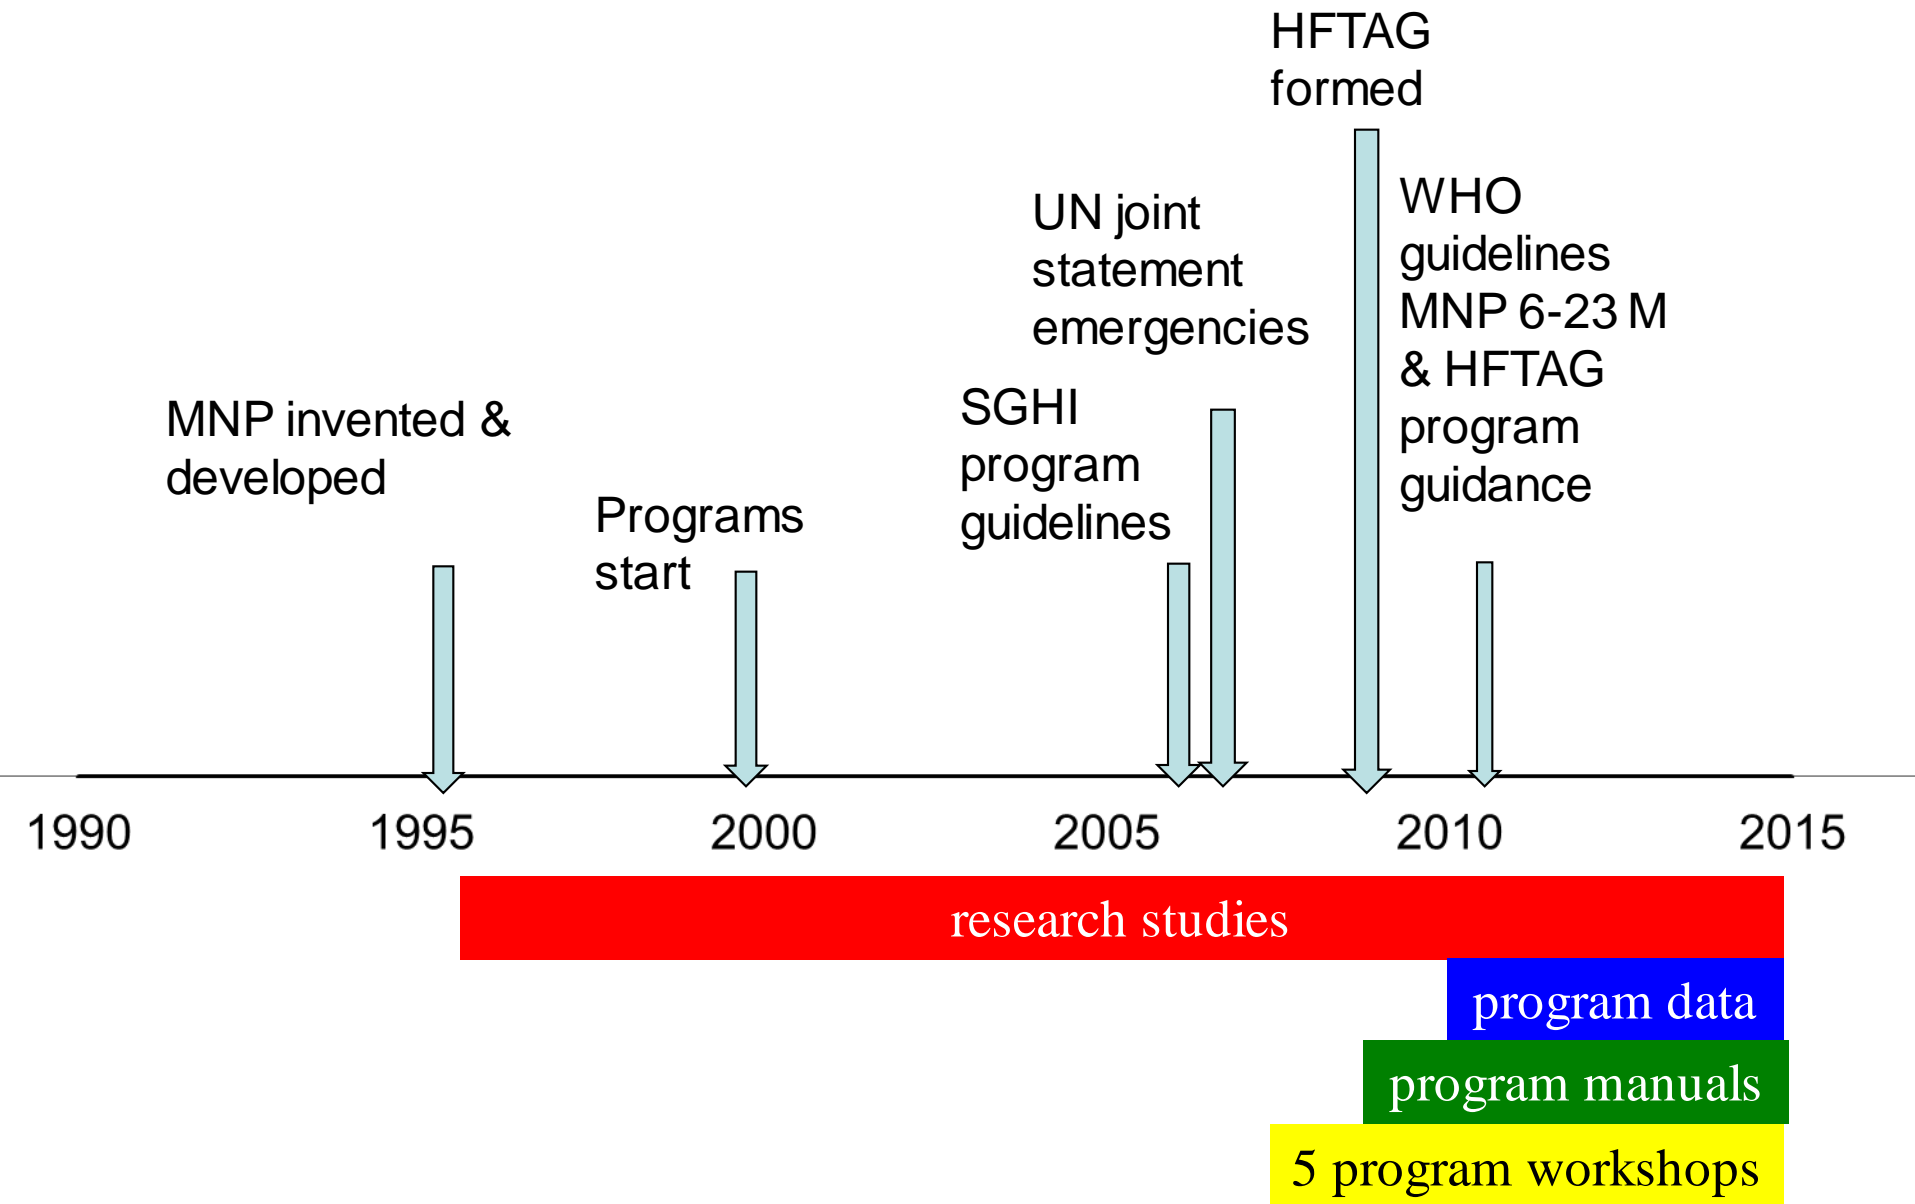 HFTAG
formed
WHO
guidelines
MNP 6-23 M
& HFTAG
program
guidance
UN joint
statement
emergencies
SGHI
program
guidelines
MNP invented &
developed
Programs
start
1990 1995 2000 2005 2010 2015
research studies
program data
program manuals
5 program workshops